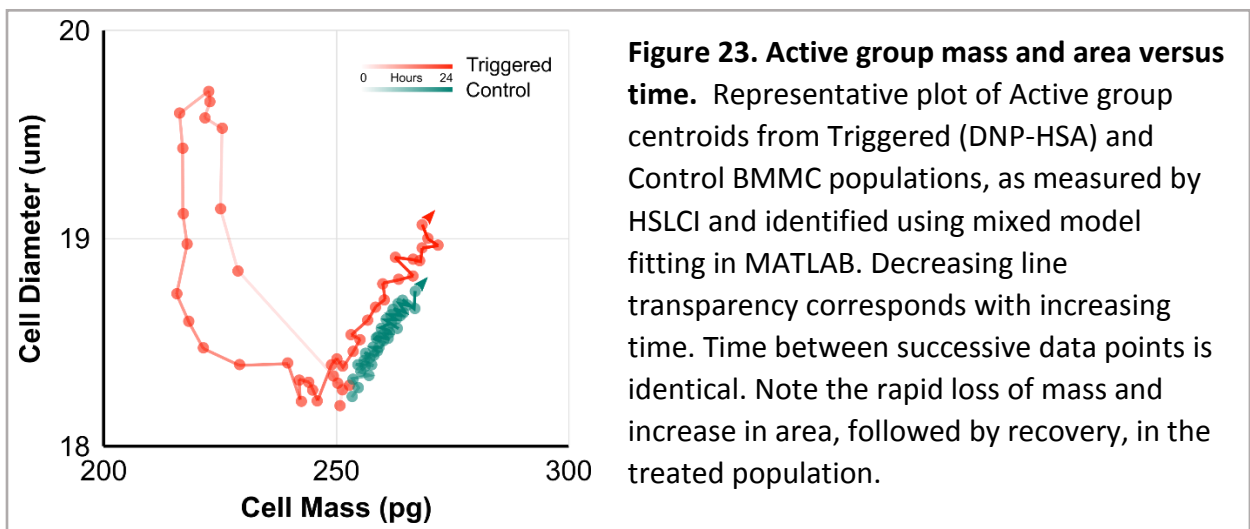 20
19
18
Cell Diameter (um)
200
250
300
Cell Mass (pg)
0 Hours 24
Triggered
Control
Figure 23. Active group mass and area versus
time. Representative plot of Active group
centroids from Triggered (DNP-HSA) and
Control BMMC populations, as measured by
HSLCI and identified using mixed model
fitting in MATLAB. Decreasing line
transparency corresponds with increasing
time. Time between successive data points is
identical. Note the rapid loss of mass and
increase in area, followed by recovery, in the
treated population.